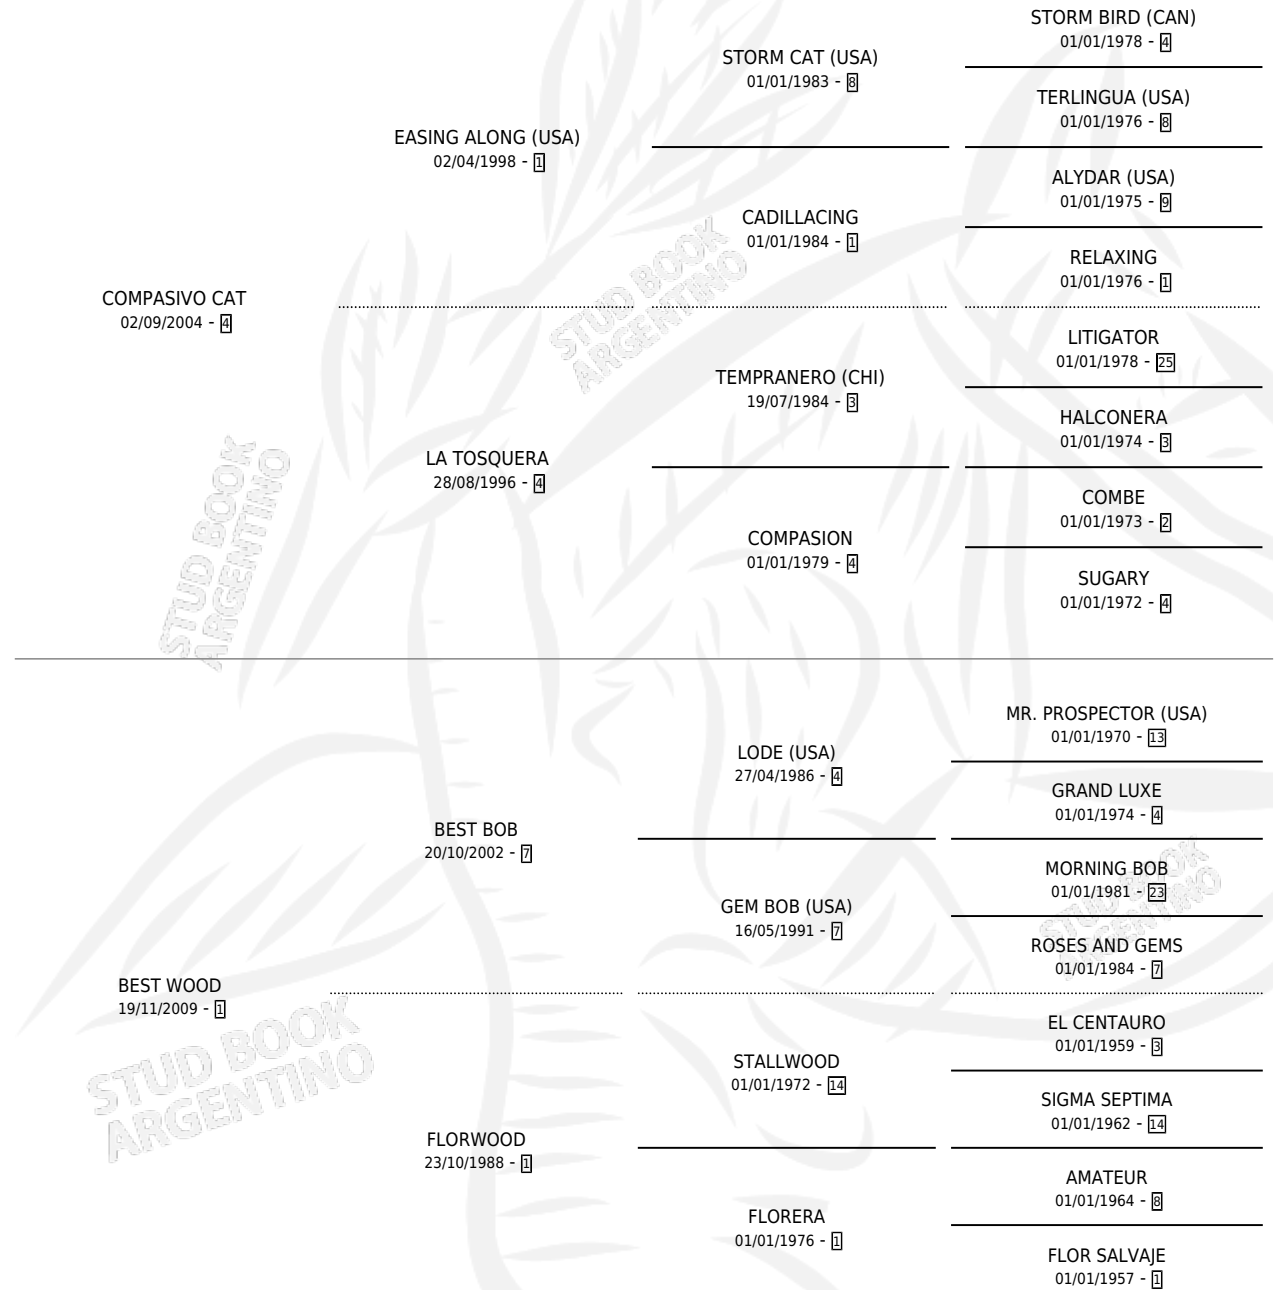 STORM BIRD (CAN)
01/01/1978 - 4
STORM CAT (USA)
01/01/1983 - 8
TERLINGUA (USA)
01/01/1976 - 8
EASING ALONG (USA)
02/04/1998 - 1
ALYDAR (USA)
01/01/1975 - 9
CADILLACING
01/01/1984 - 1
RELAXING
01/01/1976 - 1
COMPASIVO CAT
02/09/2004 - 4
LITIGATOR
01/01/1978 - 25
TEMPRANERO (CHI)
19/07/1984 - 3
HALCONERA
01/01/1974 - 3
LA TOSQUERA
28/08/1996 - 4
COMBE
01/01/1973 - 2
COMPASION
01/01/1979 - 4
SUGARY
01/01/1972 - 4
MR. PROSPECTOR (USA)
01/01/1970 - 13
LODE (USA)
27/04/1986 - 4
GRAND LUXE
01/01/1974 - 4
BEST BOB
20/10/2002 - 7
MORNING BOB
01/01/1981 - 23
GEM BOB (USA)
16/05/1991 - 7
ROSES AND GEMS
01/01/1984 - 7
BEST WOOD
19/11/2009 - 1
EL CENTAURO
01/01/1959 - 3
STALLWOOD
01/01/1972 - 14
SIGMA SEPTIMA
01/01/1962 - 14
FLORWOOD
23/10/1988 - 1
AMATEUR
01/01/1964 - 8
FLORERA
01/01/1976 - 1
FLOR SALVAJE
01/01/1957 - 1
STUD BOOK
ARGENTINO
STUD BOOK
ARGENTINO
STUD BOOK
ARGENTINO
STUD BOOK
ARGENTINO